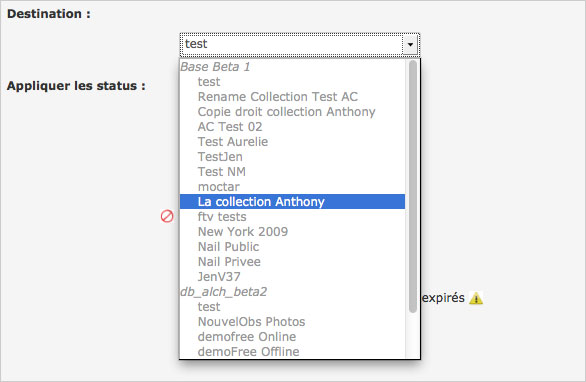 Destination :
test
Appliquer les status :
Base Beta 1
test
Rename Collection Test AC
Copie droit collection Anthony
AC Test 02
Test Aurelie
TestJen
Test NM
moctar
La collection Anthony
ftv tests
New York 2009
Nail Public
Nail Privee
JenV37
db_alch_beta2
expirés
test
NouvelObs Photos
demofree Online
demoFree Offline